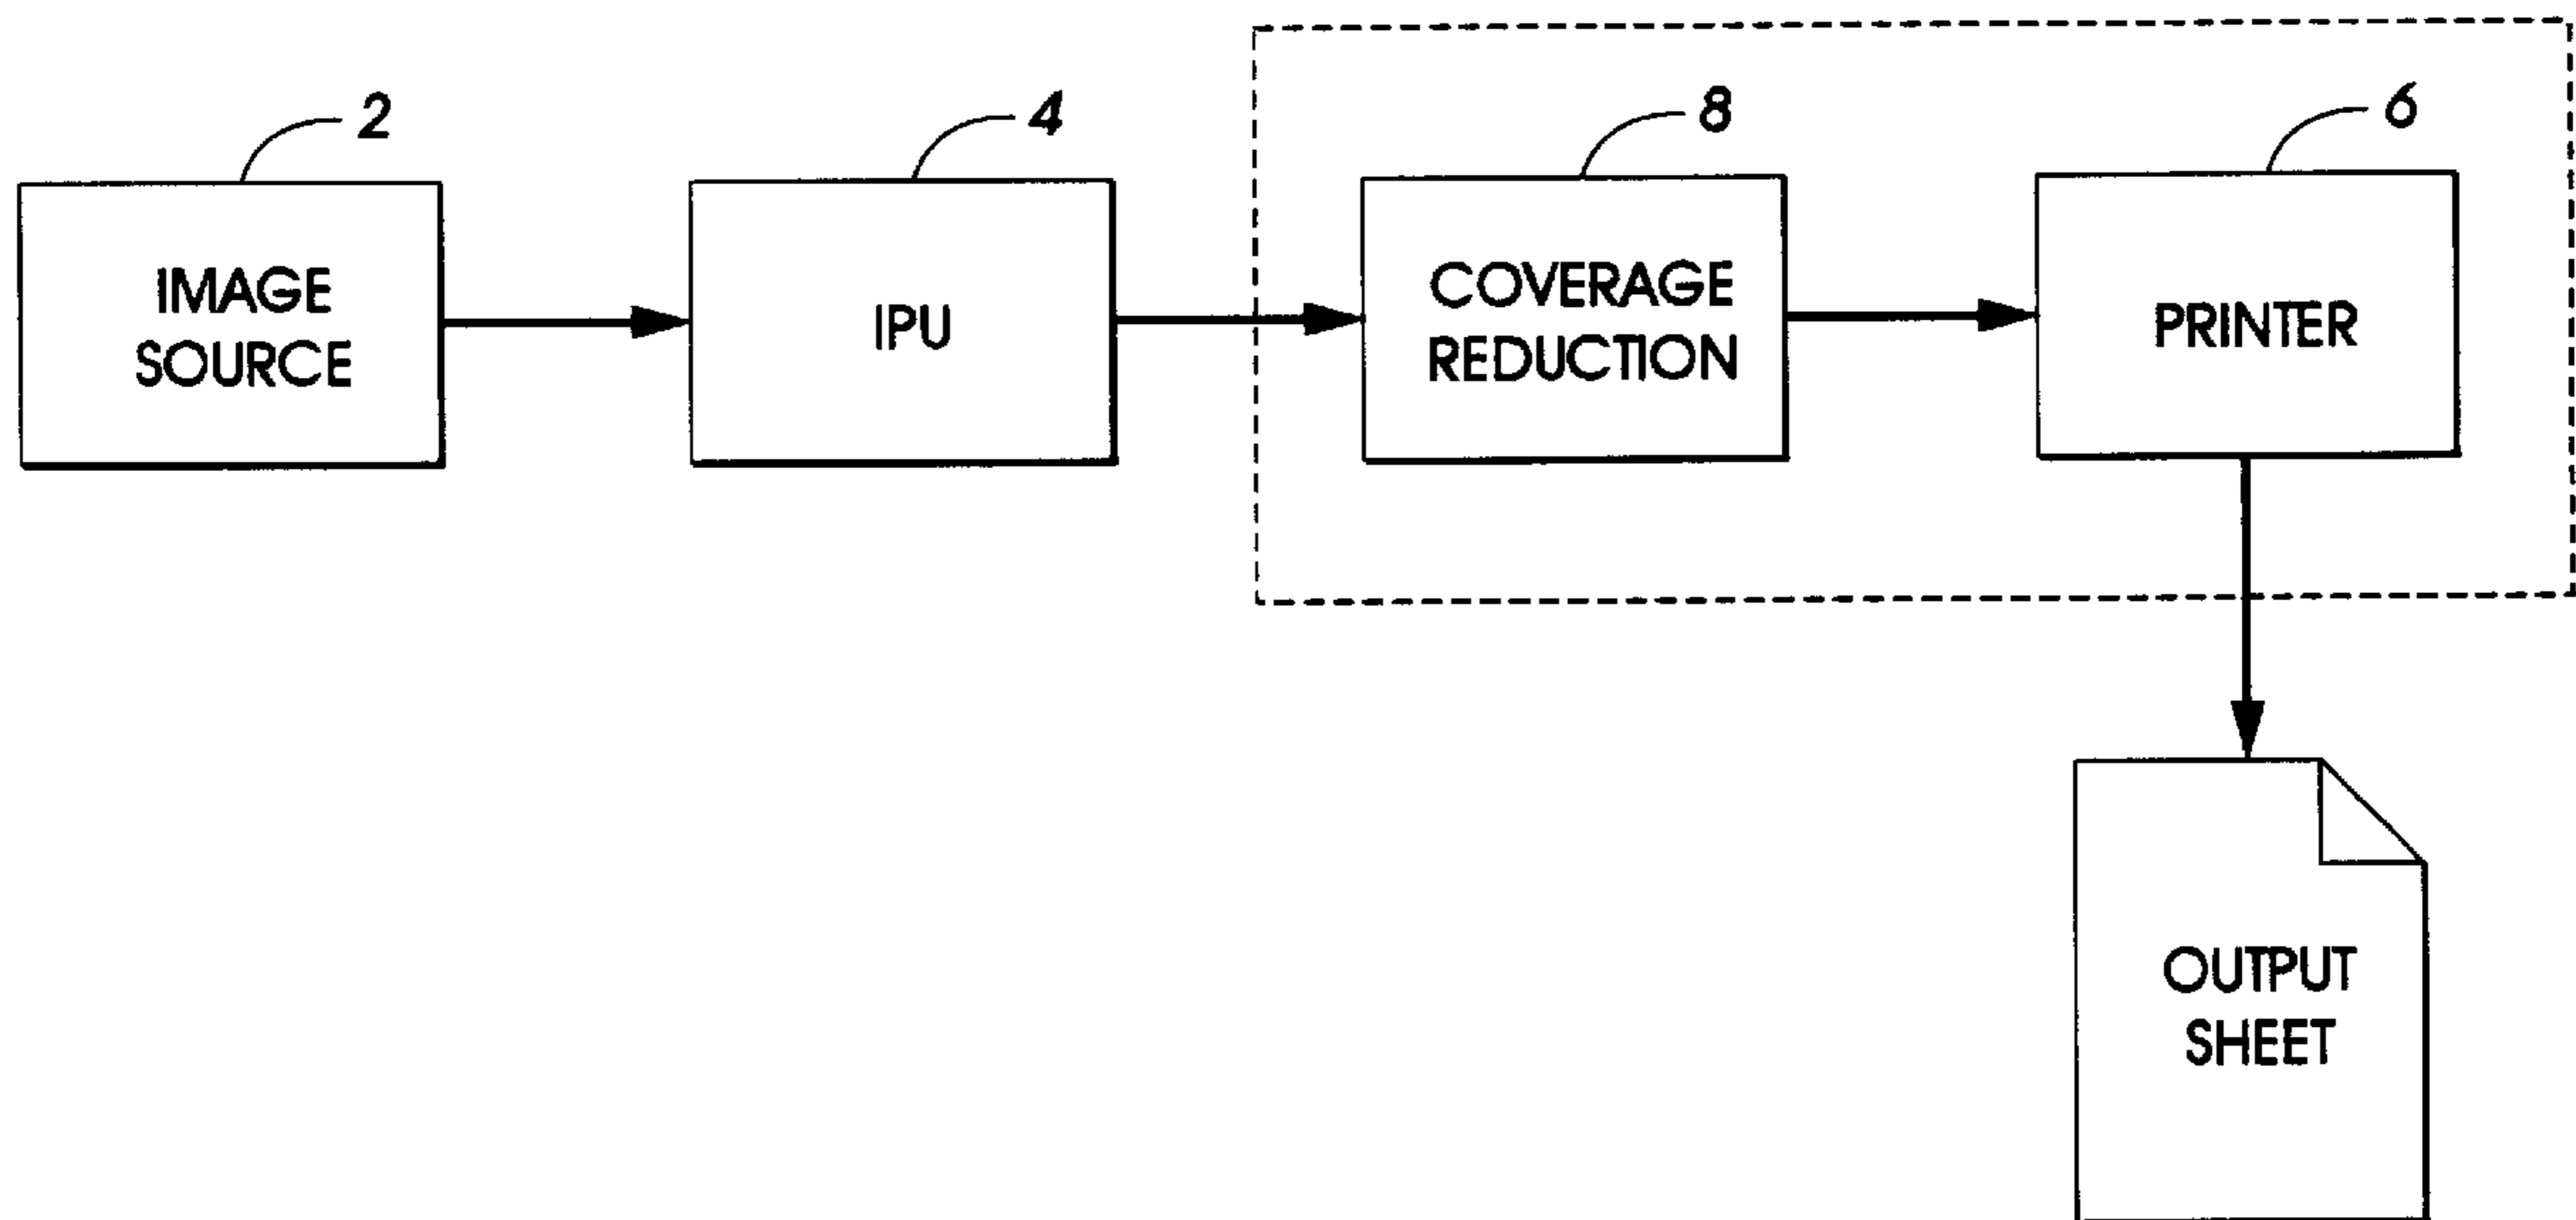 2
4
8
6
IMAGE
SOURCE
IPU
COVERAGE
REDUCTION
PRINTER
OUTPUT
SHEET